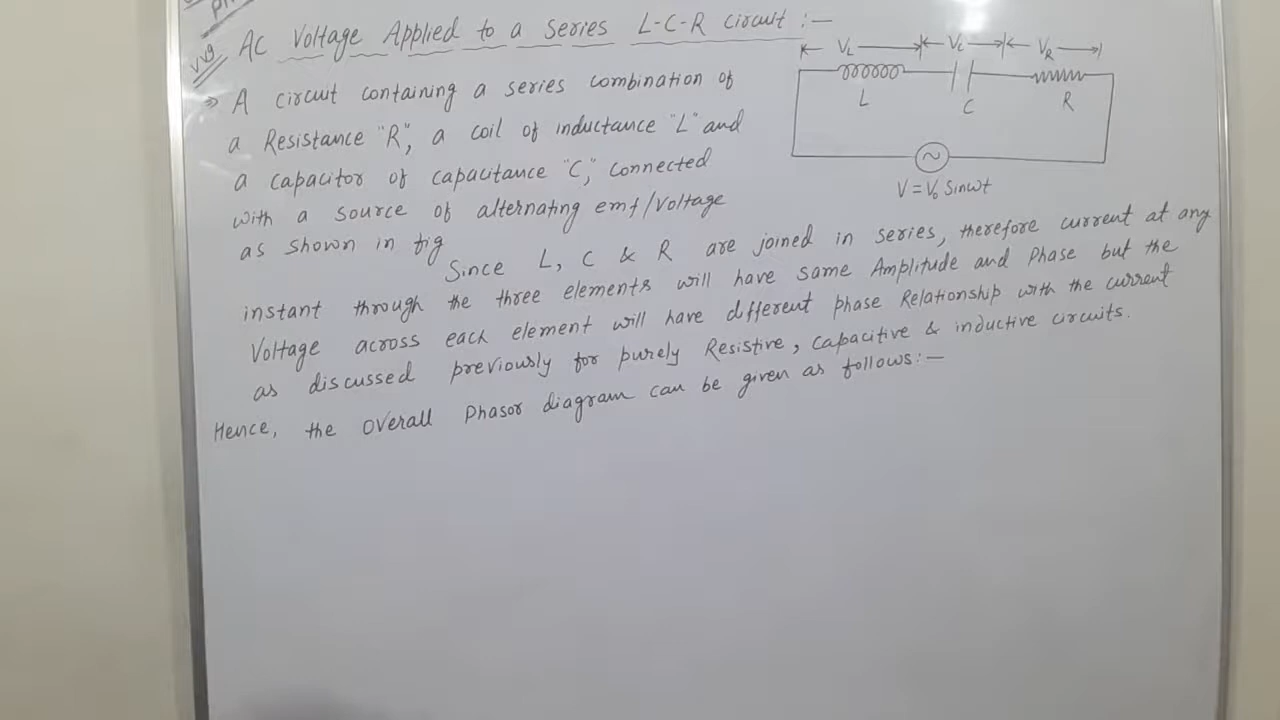 VVg AC Voltage Applied to a Series L-C-R Circuit :-
⇒ A circuit containing a series combination of
a Resistance "R", a coil of inductance "L" and
a capacitor of capacitance "C", connected
with a source of alternating emf/Voltage
as shown in fig
VL VC VR
L C R
~
V = V₀ Sinωt
Since L, C & R are joined in series, therefore current at any
instant through the three elements will have same Amplitude and Phase but the
Voltage across each element will have different phase Relationship with the current
as discussed previously for purely Resistive, capacitive & inductive circuits.
Hence, the overall Phasor diagram can be given as follows:-